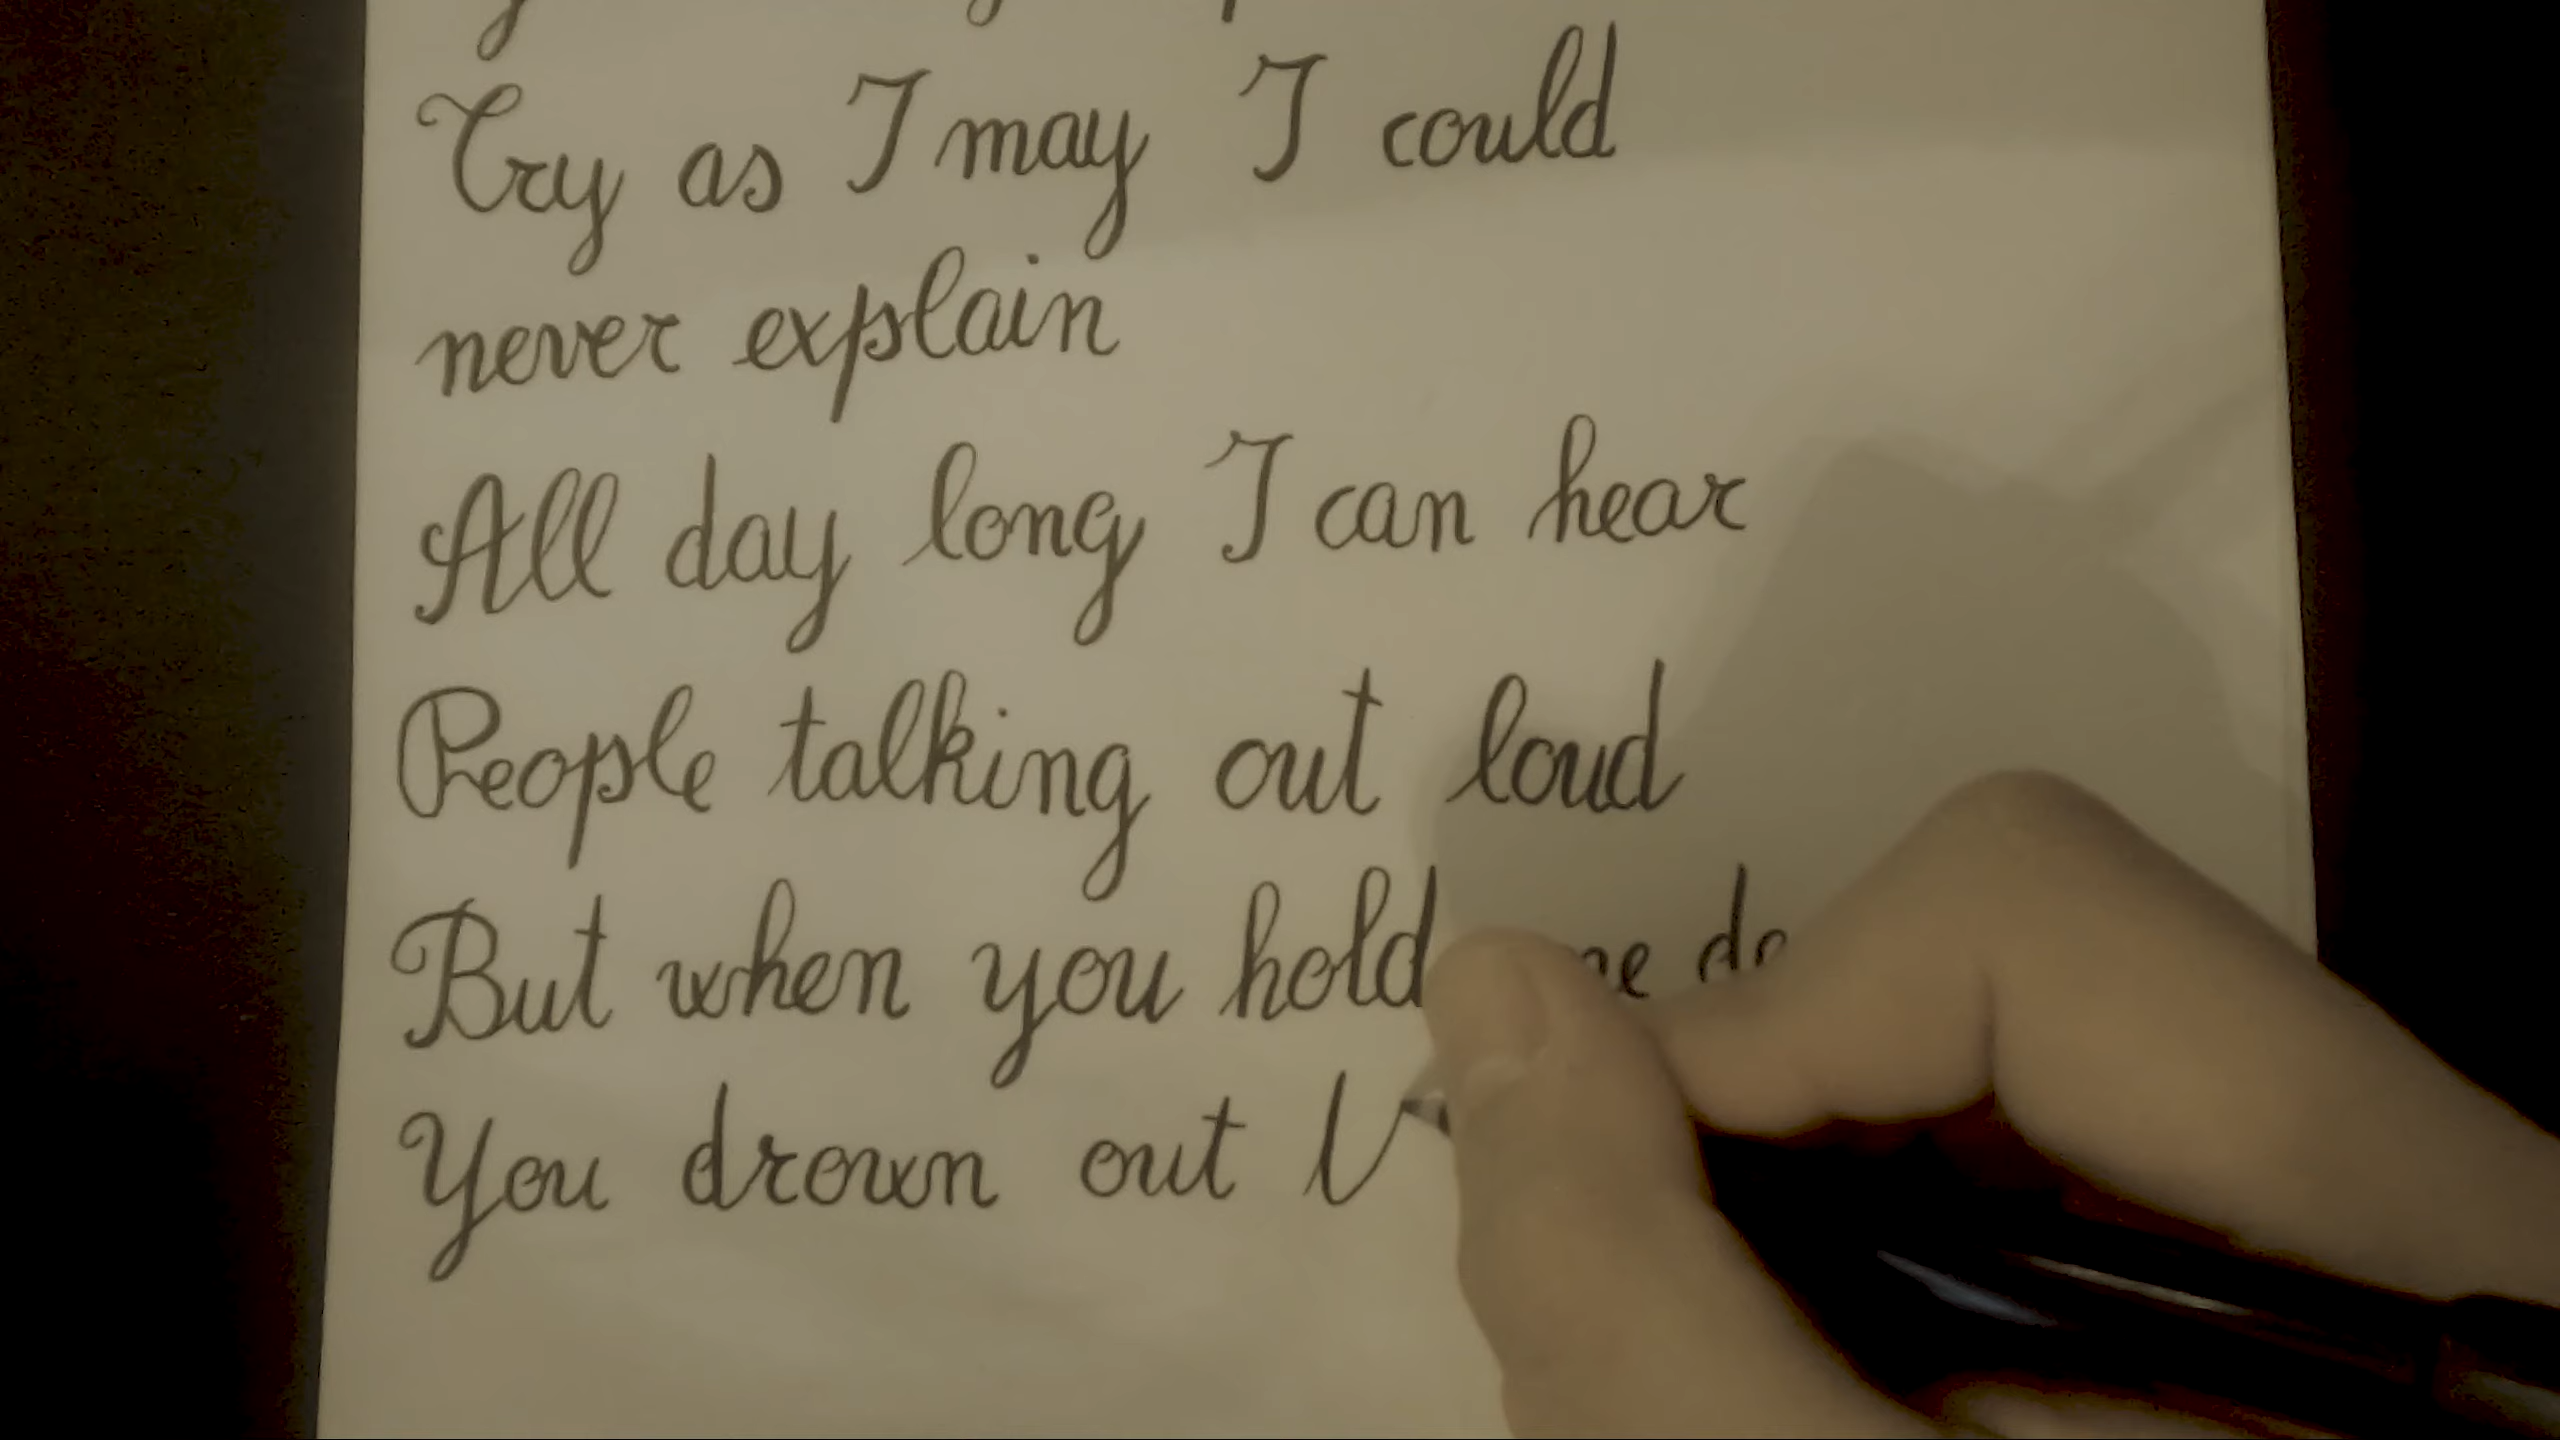 Try as I may I could
never explain
All day long I can hear
People talking out loud
But when you hold
You drown out